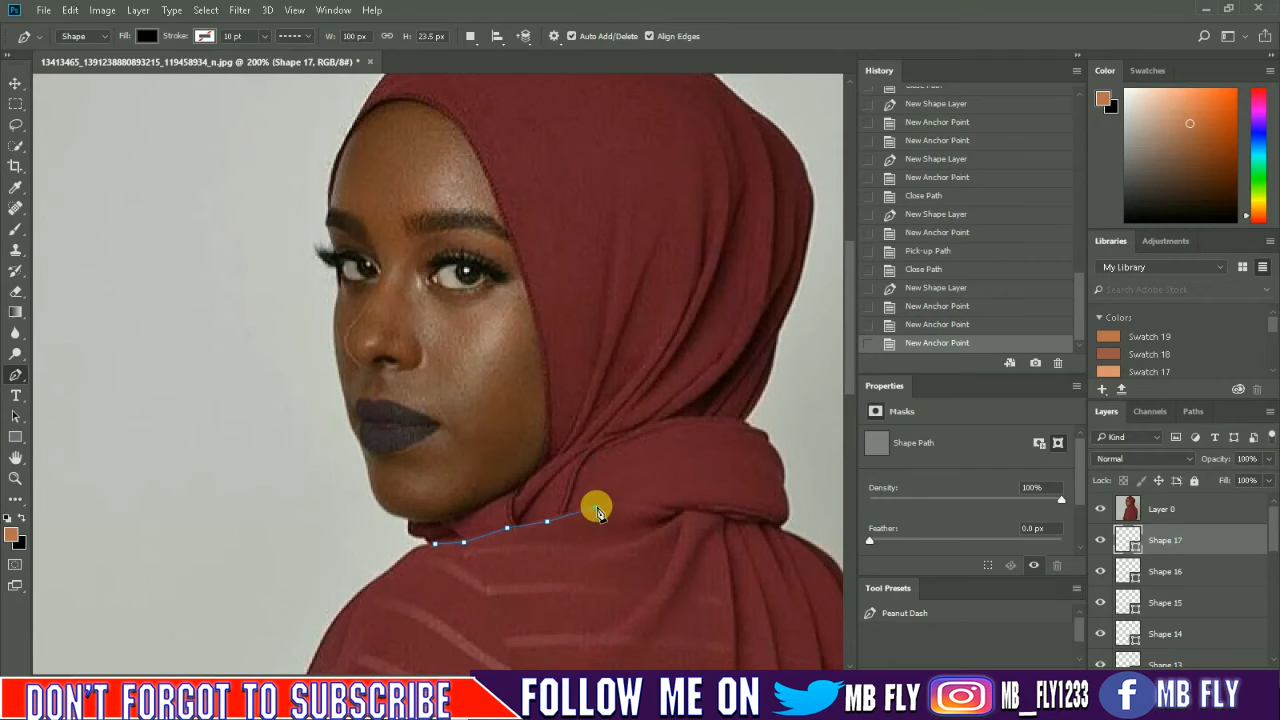 Ps File Edit Image Layer Type Select Filter 3D View Window Help
Shape Fill: Stroke: 10 pt W: 100 px H: 23.5 px Auto Add/Delete Align Edges
13413465_1391238880893215_119458934_n.jpg @ 200% (Shape 17, RGB/8#) *
History
New Shape Layer
New Anchor Point
New Anchor Point
New Shape Layer
New Anchor Point
Close Path
New Shape Layer
New Anchor Point
Pick-up Path
Close Path
New Shape Layer
New Anchor Point
New Anchor Point
New Anchor Point
Properties
Masks
Shape Path
Density: 100%
Feather: 0.0 px
Tool Presets
Peanut Dash
Color Swatches
Libraries Adjustments
My Library
Search Adobe Stock
Colors
Swatch 19
Swatch 18
Swatch 17
Layers Channels Paths
Kind
Normal Opacity: 100%
Lock: Fill: 100%
Layer 0
Shape 17
Shape 16
Shape 15
Shape 14
Shape 13
DON'T FORGOT TO SUBSCRIBE FOLLOW ME ON MB FLY MB_FLY1233 MB FLY